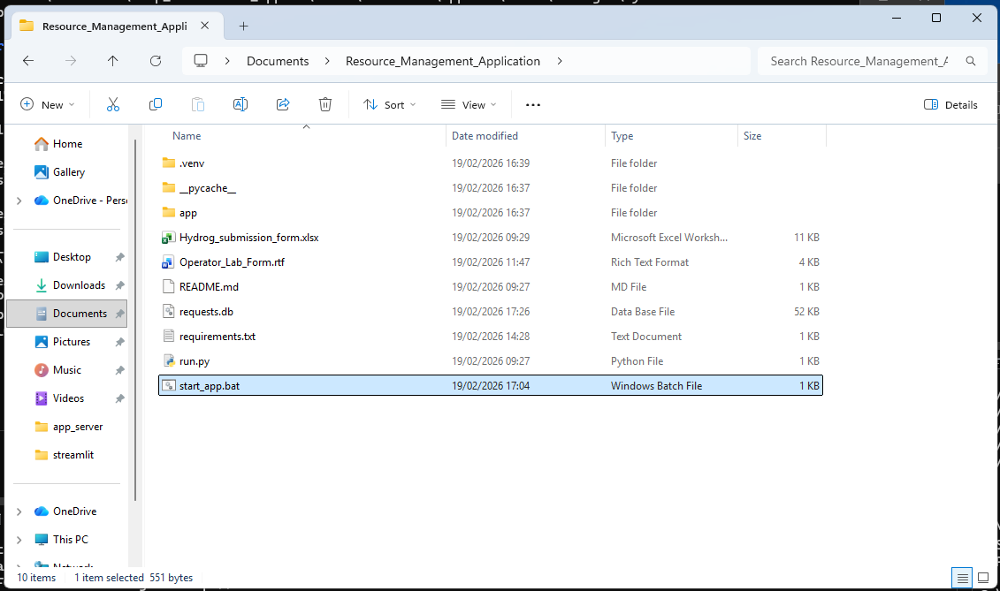 Resource_Management_Appli
Documents
Resource_Management_Application
Search Resource_Management_A
New
Sort
View
Details
Home
Gallery
OneDrive - Pers
Desktop
Downloads
Documents
Pictures
Music
Videos
app_server
streamlit
OneDrive
This PC
Network
Name Date modified Type Size
.venv 19/02/2026 16:39 File folder
__pycache__ 19/02/2026 16:37 File folder
app 19/02/2026 16:37 File folder
Hydrog_submission_form.xlsx 19/02/2026 09:29 Microsoft Excel Worksh... 11 KB
Operator_Lab_Form.rtf 19/02/2026 11:47 Rich Text Format 4 KB
README.md 19/02/2026 09:27 MD File 1 KB
requests.db 19/02/2026 17:26 Data Base File 52 KB
requirements.txt 19/02/2026 14:28 Text Document 1 KB
run.py 19/02/2026 09:27 Python File 1 KB
start_app.bat 19/02/2026 17:04 Windows Batch File 1 KB
10 items 1 item selected 551 bytes